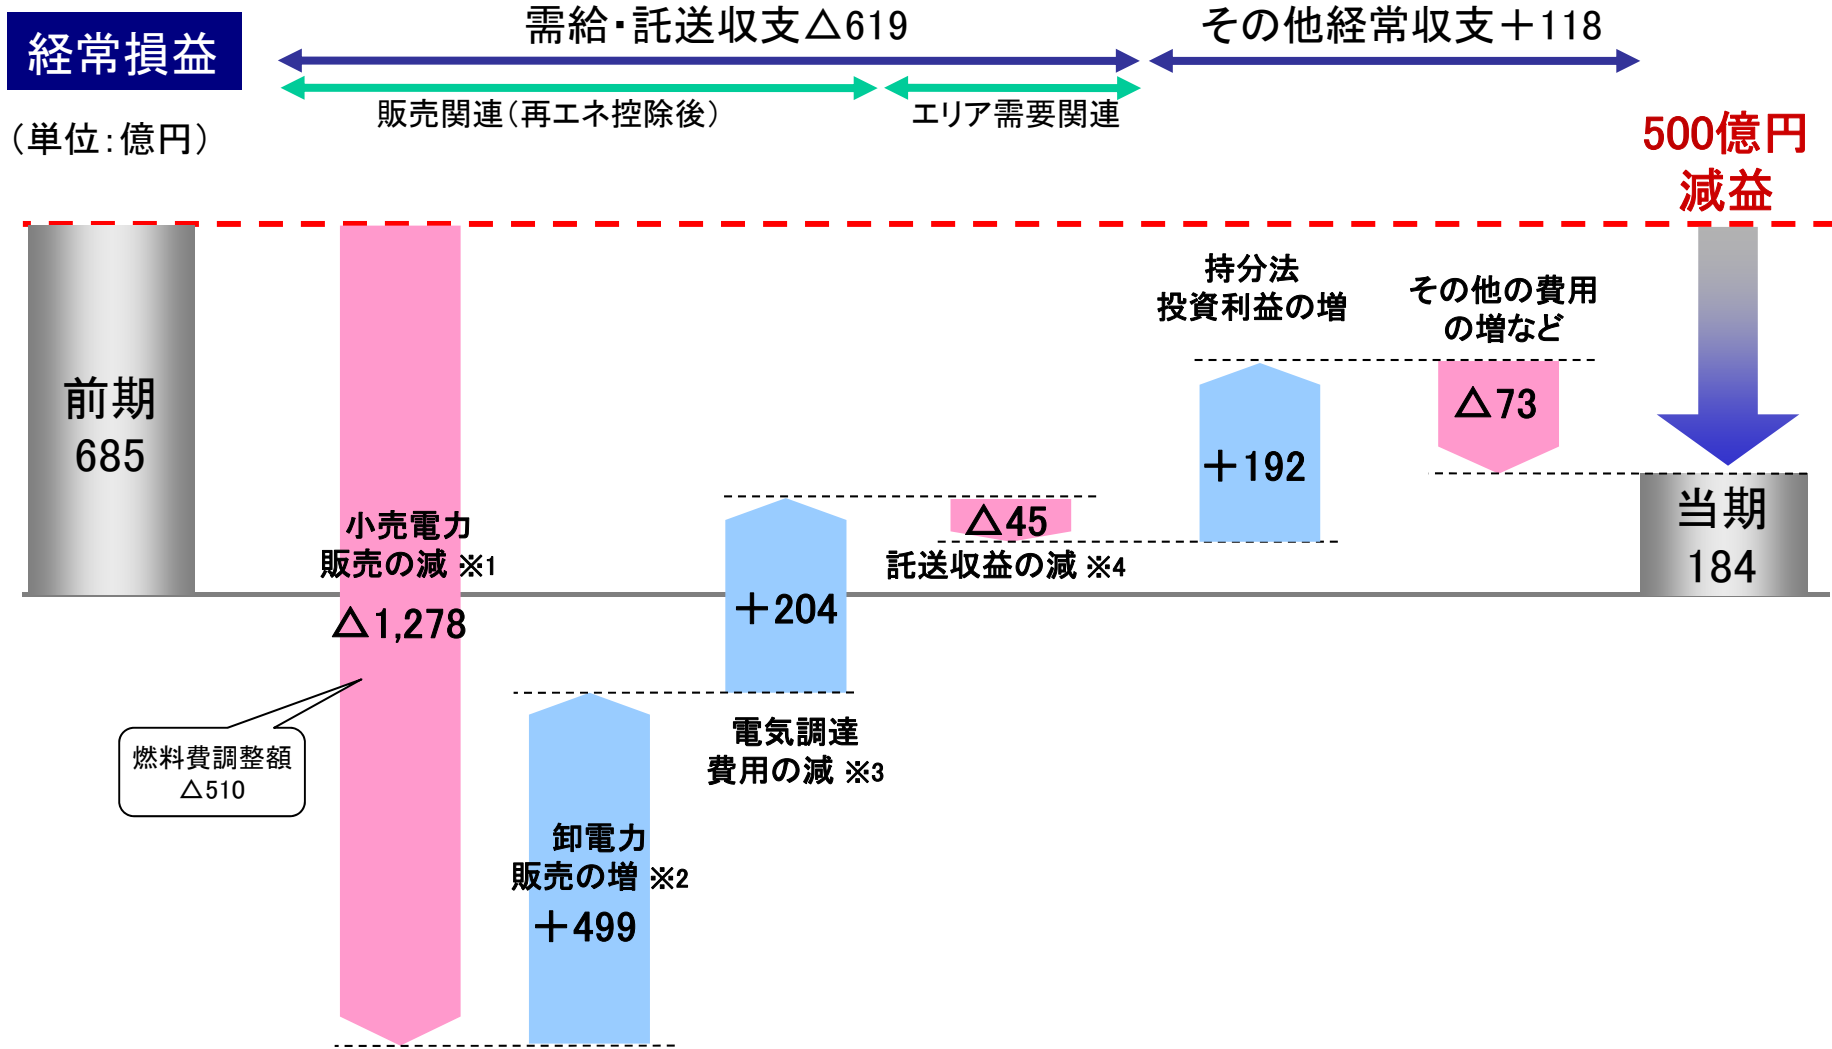 経常損益
(単位:億円)
需給・託送収支△619
その他経常収支＋118
販売関連(再エネ控除後)
エリア需要関連
500億円
減益
前期
685
小売電力
販売の減 ※1
△1,278
燃料費調整額
△510
卸電力
販売の増 ※2
＋499
＋204
電気調達
費用の減 ※3
△45
託送収益の減 ※4
持分法
投資利益の増
＋192
その他の費用
の増など
△73
当期
184